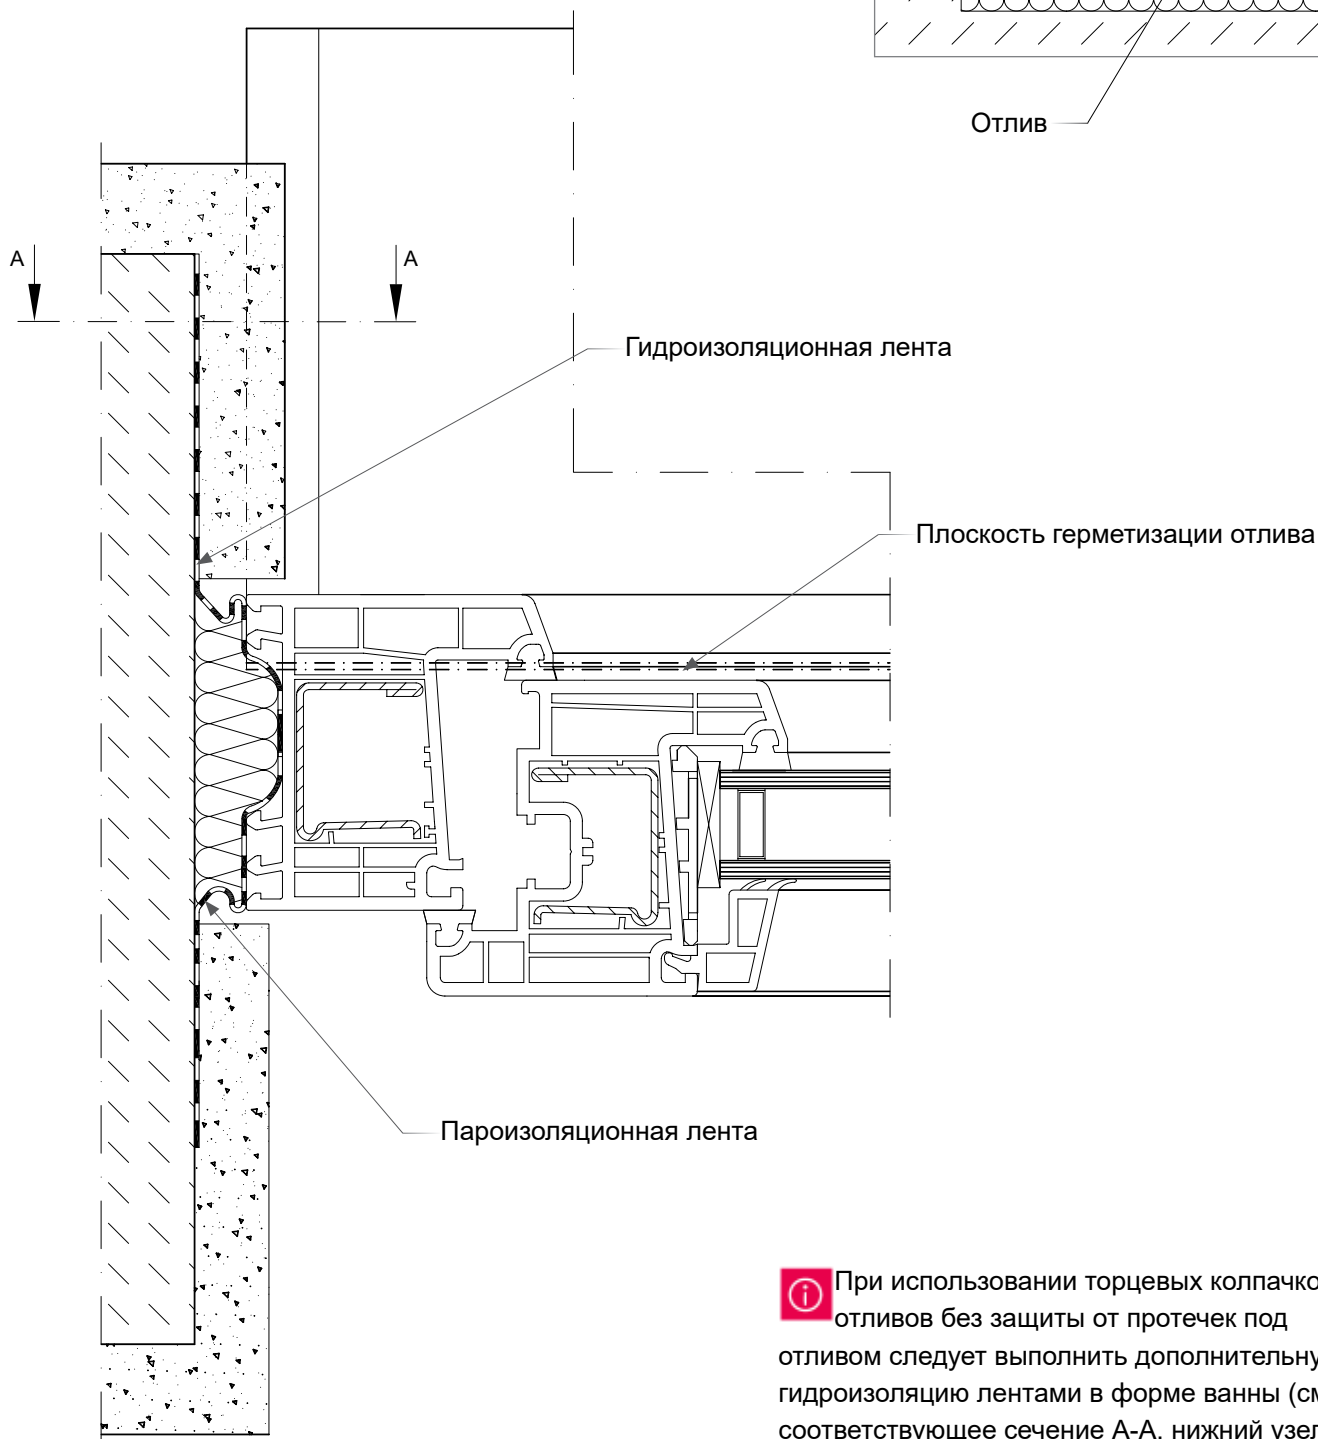 Отлив
A A
Гидроизоляционная лента
Плоскость герметизации отлива
Пароизоляционная лента
При использовании торцевых колпачко
отливов без защиты от протечек под
отливом следует выполнить дополнительну
гидроизоляцию лентами в форме ванны (см
соответствующее сечение А-А, нижний узел